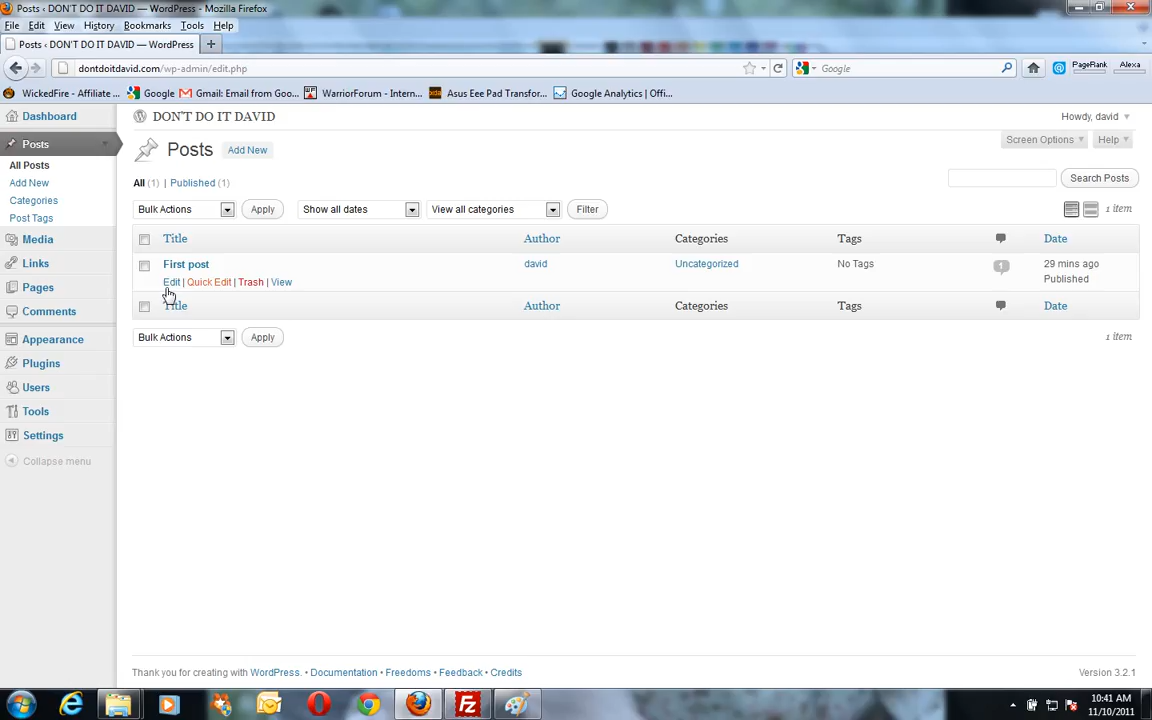 Posts ‹ DON'T DO IT DAVID — WordPress - Mozilla Firefox
File Edit View History Bookmarks Tools Help
Posts ‹ DON'T DO IT DAVID — WordPress +
dontdoitdavid.com/wp-admin/edit.php Google PageRank Alexa
WickedFire - Affiliate ... Google Gmail: Email from Goo... WarriorForum - Intern... Asus Eee Pad Transfor... Google Analytics | Offi...
Dashboard DON'T DO IT DAVID Howdy, david
Posts Posts Add New Screen Options Help
All Posts
Add New All (1) | Published (1) Search Posts
Categories
Post Tags Bulk Actions Apply Show all dates View all categories Filter 1 item
Media Title Author Categories Tags Date
Links First post david Uncategorized No Tags 1 29 mins ago
Pages Edit | Quick Edit | Trash | View Published
Comments Title Author Categories Tags Date
Appearance Bulk Actions Apply 1 item
Plugins
Users
Tools
Settings
Collapse menu
Thank you for creating with WordPress. • Documentation • Freedoms • Feedback • Credits Version 3.2.1
10:41 AM
11/10/2011